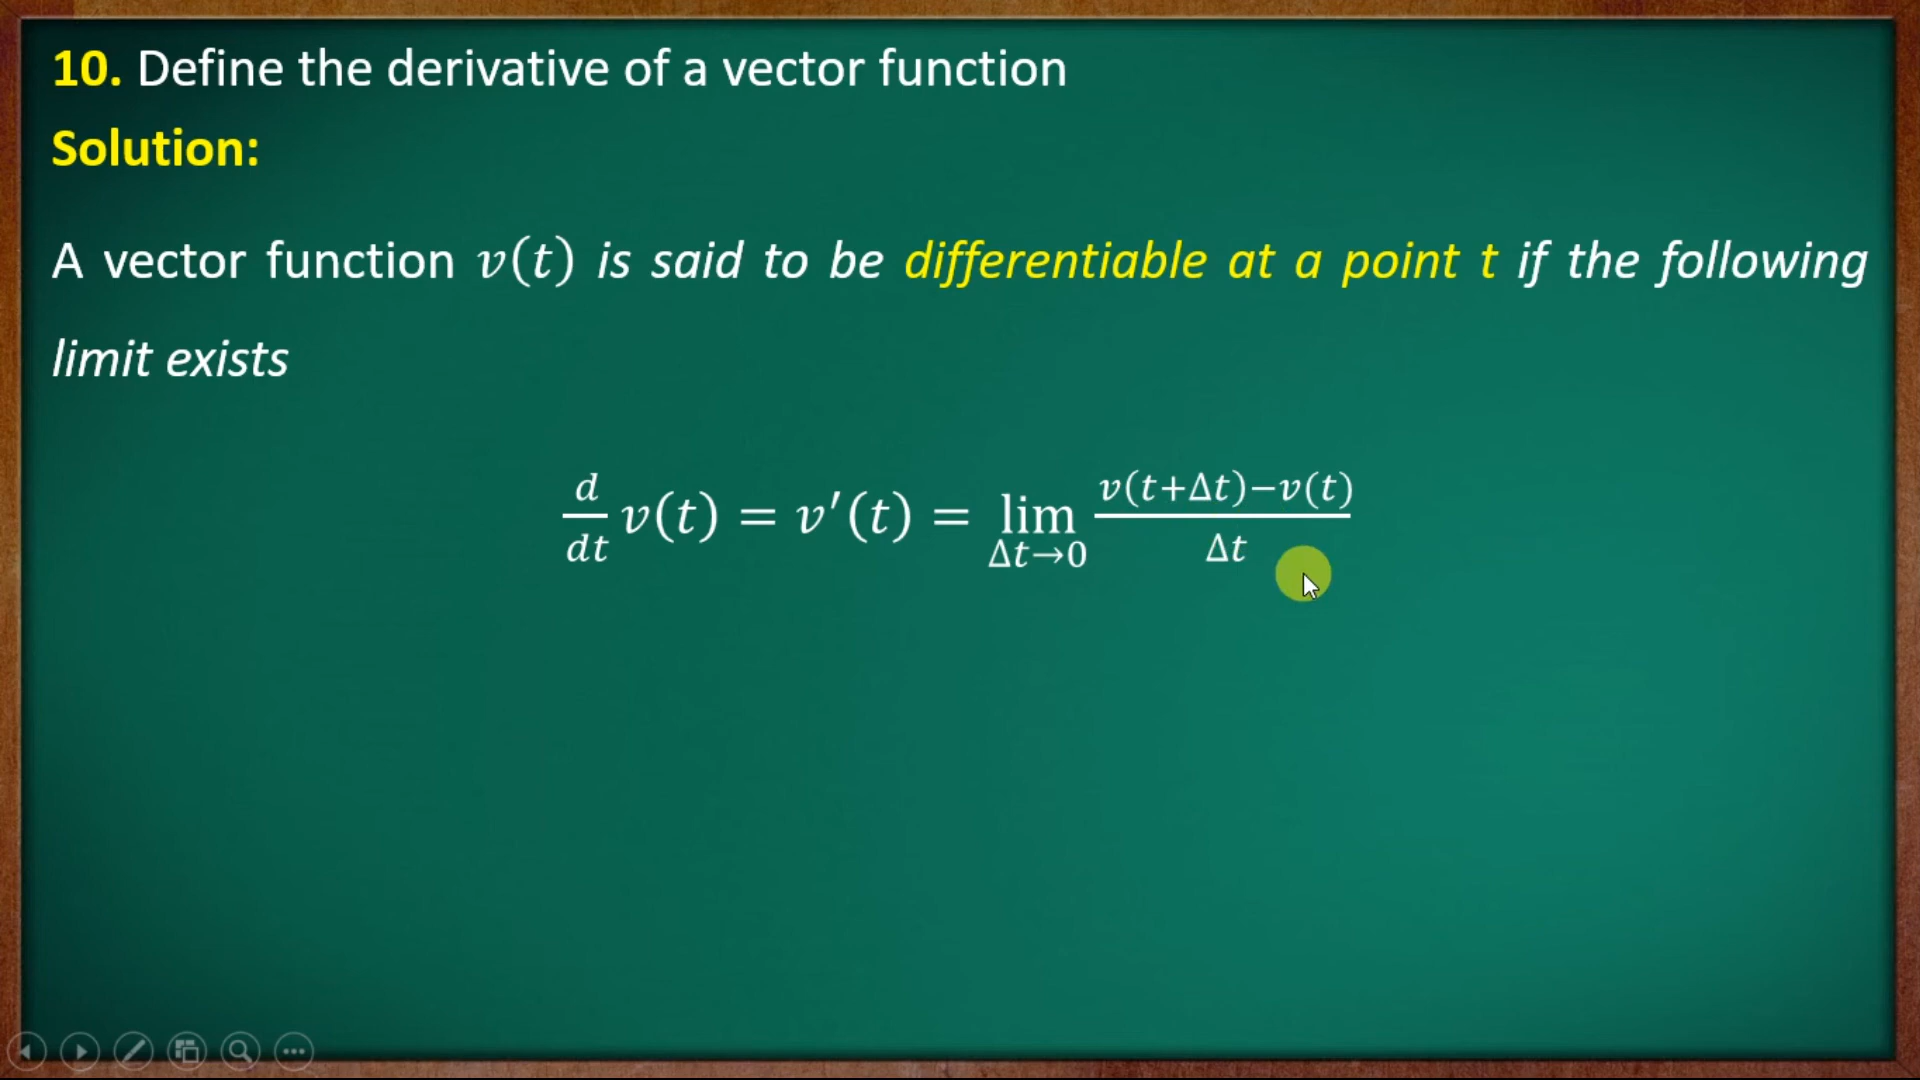 10. Define the derivative of a vector function
Solution:
A vector function v(t) is said to be differentiable at a point t if the following
limit exists
d/dt v(t) = v′(t) = lim Δt→0 v(t+Δt)−v(t)/Δt